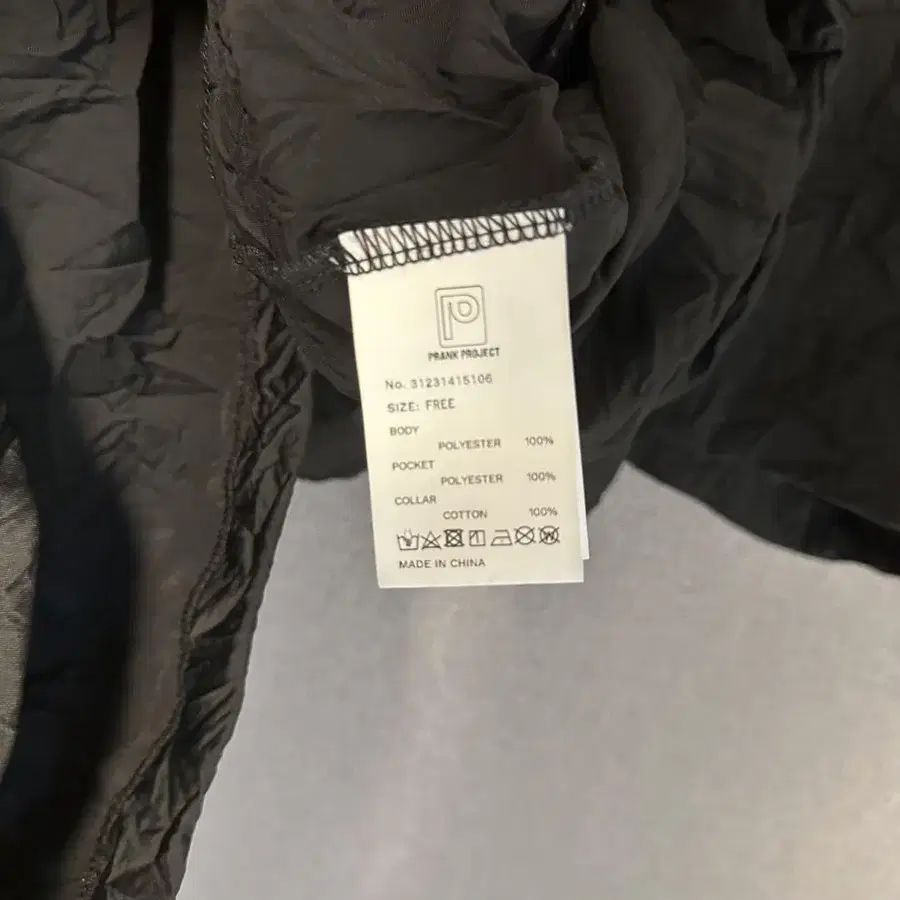 P
PRANK PROJECT
No. 31231415106
SIZE: FREE
BODY
POLYESTER 100%
POCKET
POLYESTER 100%
COLLAR
COTTON 100%
MADE IN CHINA